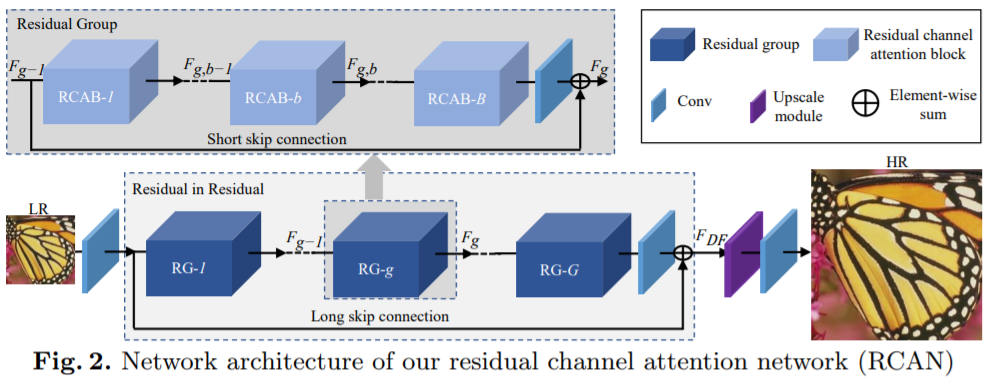 Residual Group
F_{g-1}
F_{g,b-1}
F_{g,b}
F_g
RCAB-1
RCAB-b
RCAB-B
Short skip connection
Residual group
Residual channel
attention block
Conv
Upscale
module
Element-wise
sum
HR
Residual in Residual
LR
F_{g-1}
F_g
F_{DF}
RG-1
RG-g
RG-G
Long skip connection
Fig. 2. Network architecture of our residual channel attention network (RCAN)